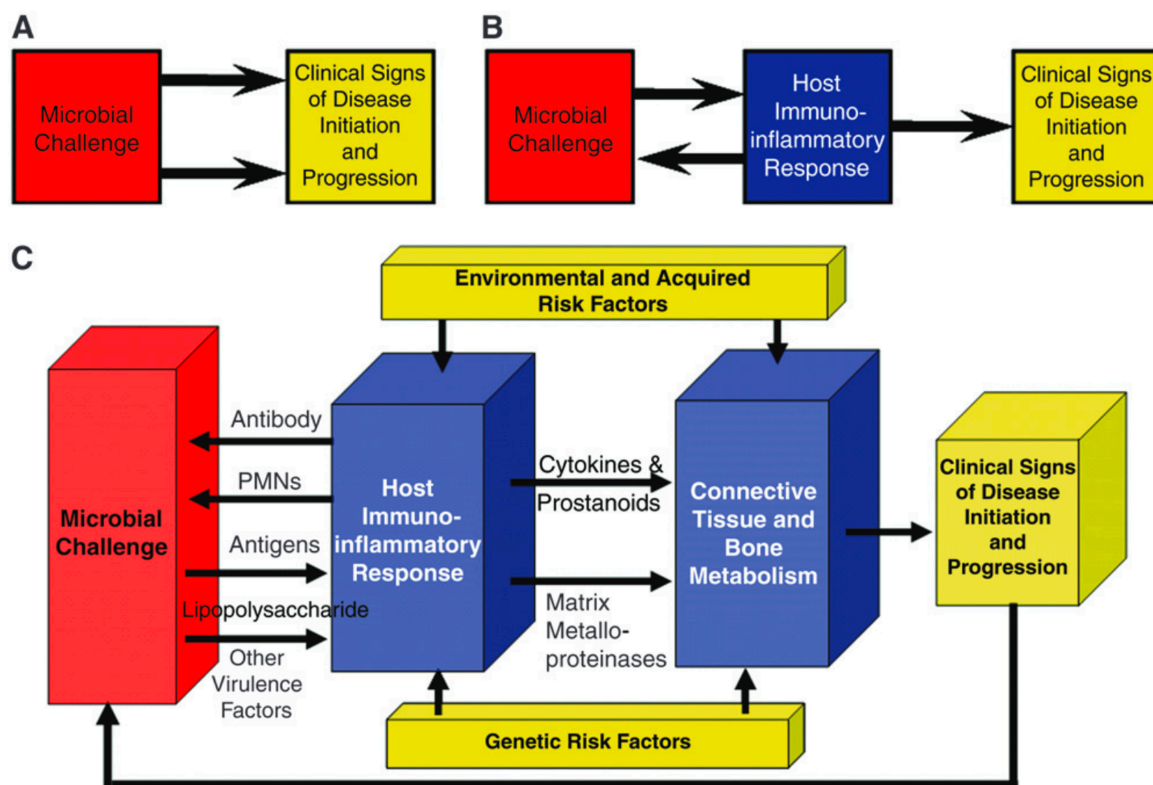 A
Microbial
Challenge
Clinical Signs
of Disease
Initiation
and
Progression
B
Microbial
Challenge
Host
Immuno-
inflammatory
Response
Clinical Signs
of Disease
Initiation
and
Progression
C
Environmental and Acquired
Risk Factors
Microbial
Challenge
Antibody
PMNs
Antigens
Lipopolysaccharide
Other
Virulence
Factors
Host
Immuno-
inflammatory
Response
Cytokines &
Prostanoids
Matrix
Metallo-
proteinases
Connective
Tissue and
Bone
Metabolism
Clinical Signs
of Disease
Initiation
and
Progression
Genetic Risk Factors